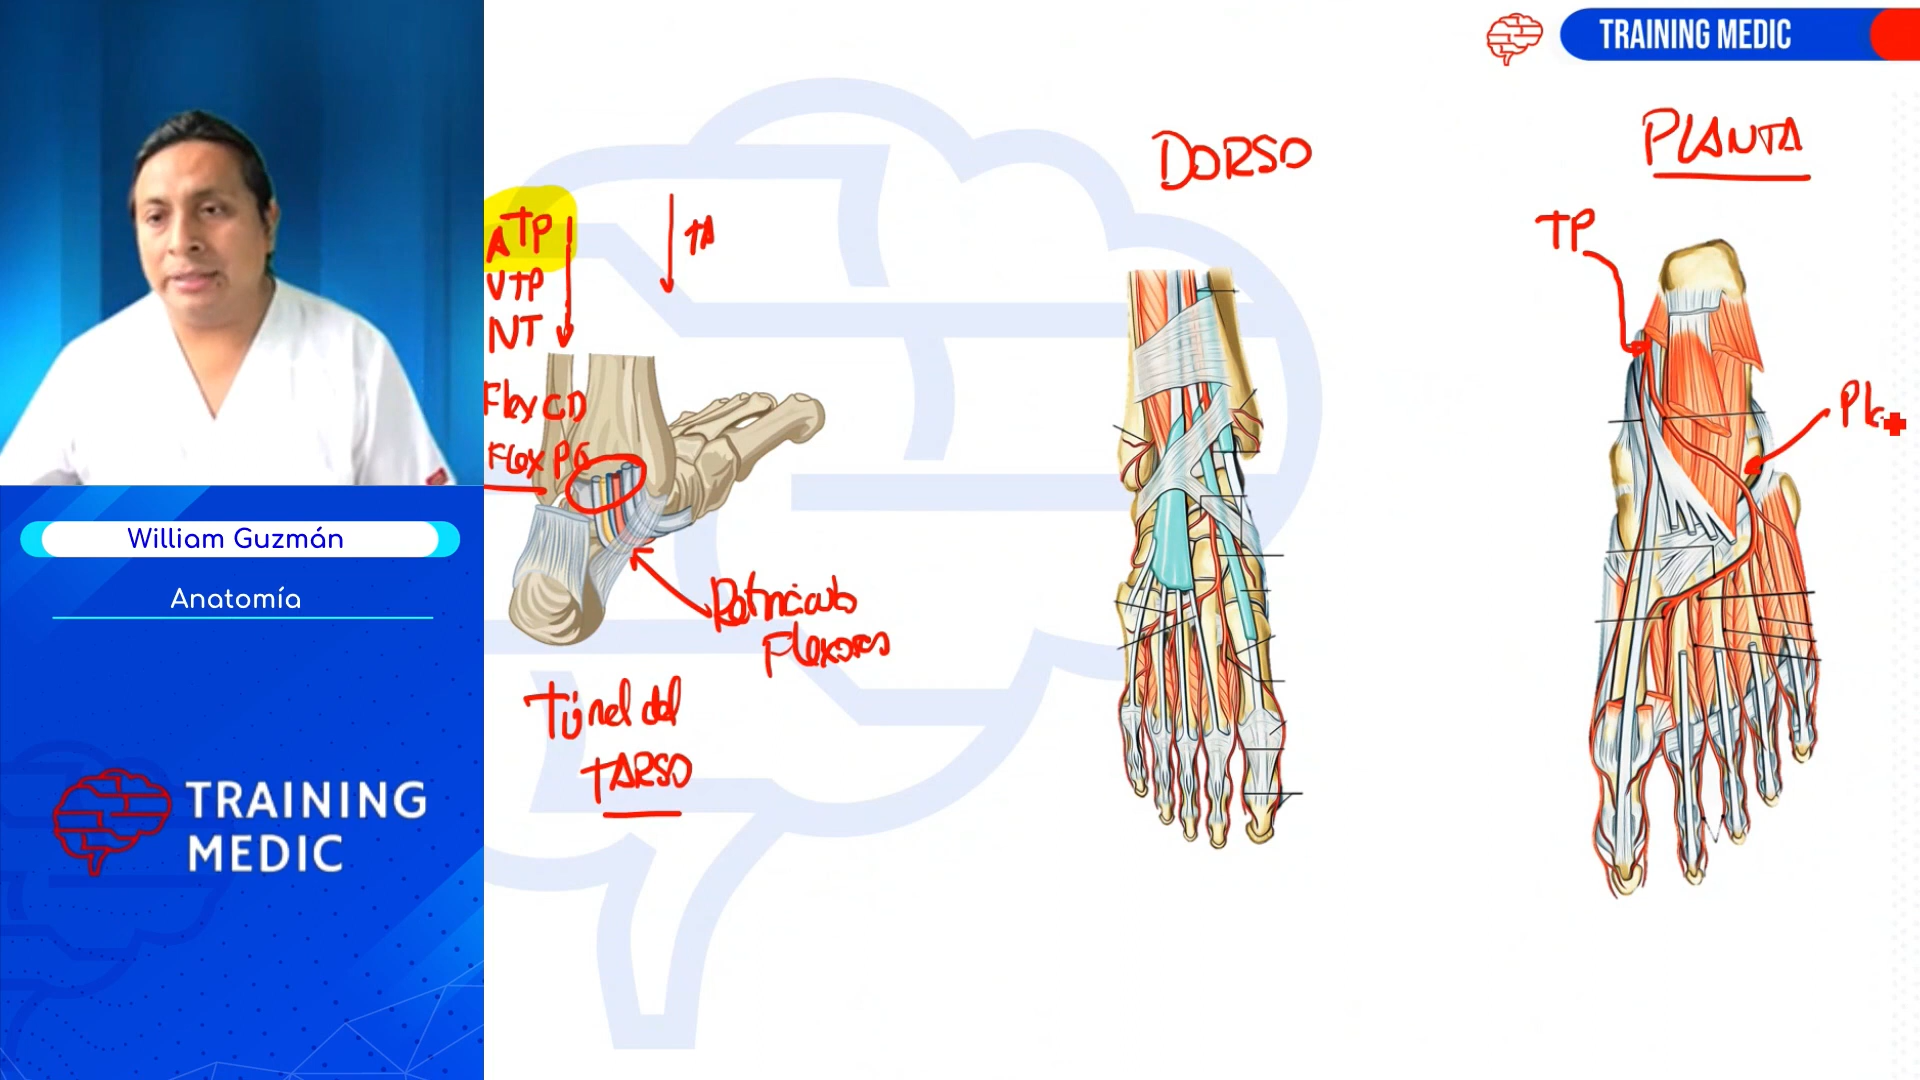 TRAINING MEDIC
PLANTA
DORSO
TP
ATP
TA
VTP
NT
Flex CD
Flex PG
Pla
William Guzmán
Anatomía
Retináculo
Flexores
Túnel del
TARSO
TRAINING
MEDIC